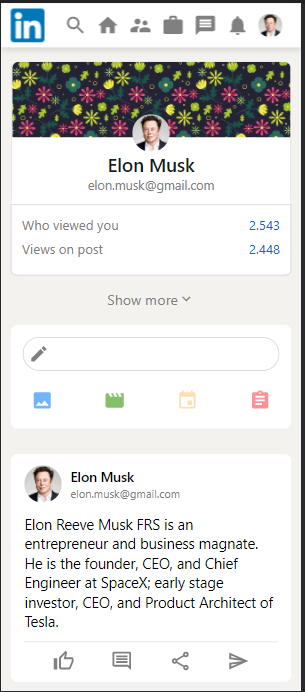 in
Elon Musk
elon.musk@gmail.com
Who viewed you 2.543
Views on post 2.448
Show more
Elon Musk
elon.musk@gmail.com
Elon Reeve Musk FRS is an
entrepreneur and business magnate.
He is the founder, CEO, and Chief
Engineer at SpaceX; early stage
investor, CEO, and Product Architect of
Tesla.